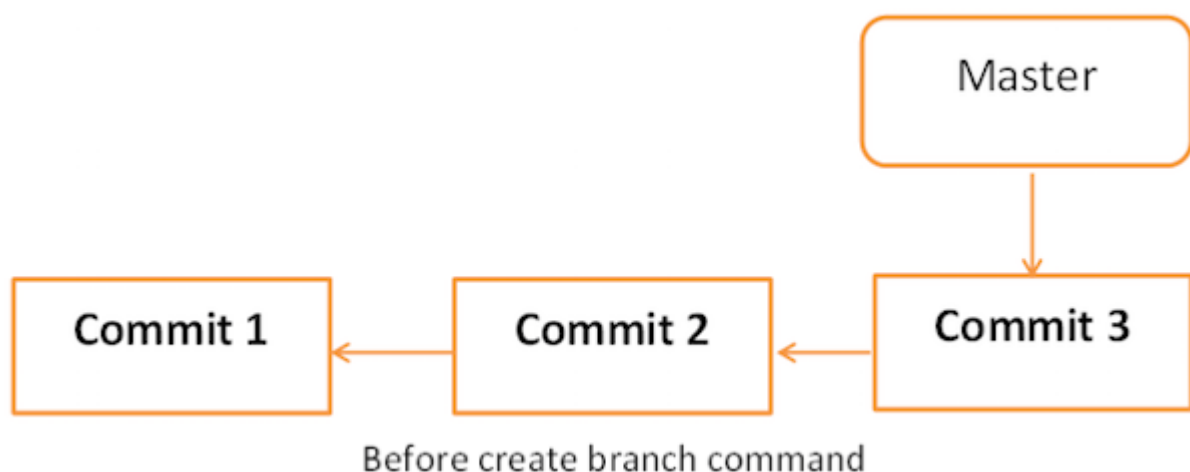 Master
Commit 1
Commit 2
Commit 3
Before create branch command